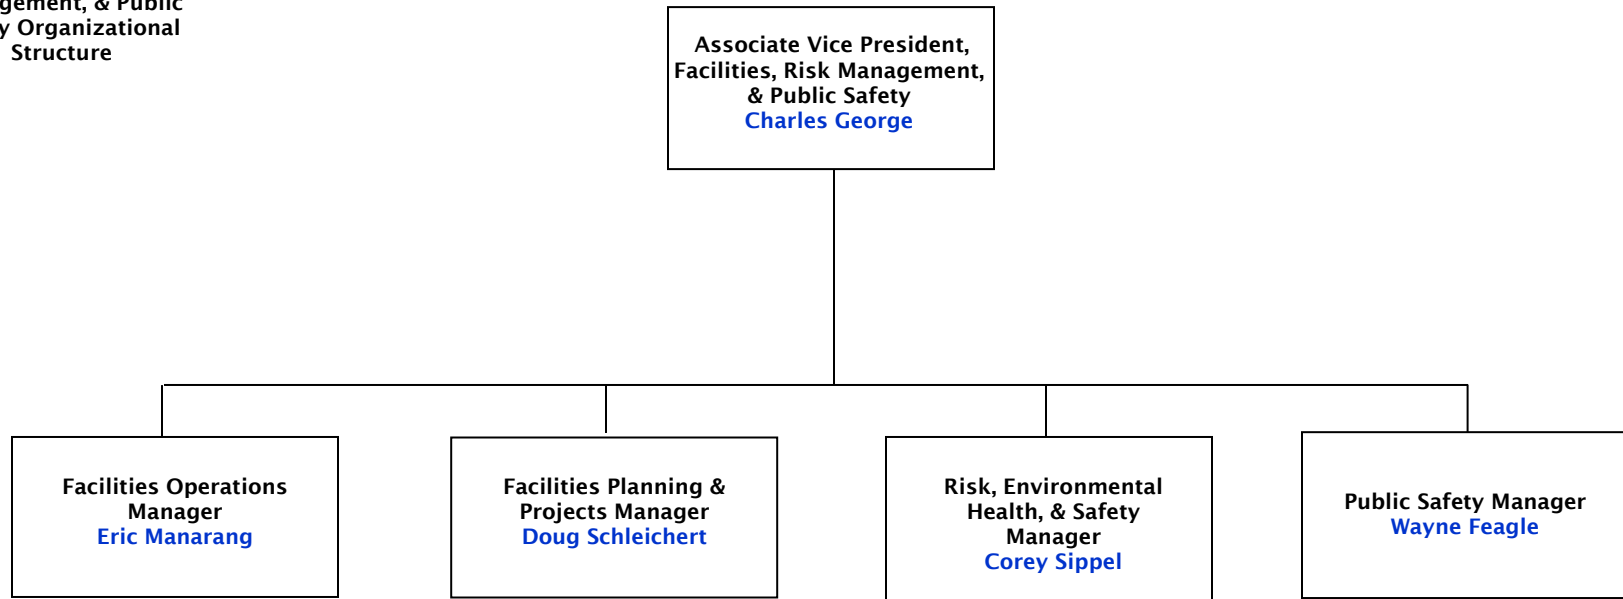 & Public
Organizational
Structure
Associate Vice President,
Facilities, Risk Management,
& Public Safety
Charles George
Facilities Operations
Manager
Eric Manarang
Facilities Planning &
Projects Manager
Doug Schleichert
Risk, Environmental
Health, & Safety
Manager
Corey Sippel
Public Safety Manager
Wayne Feagle